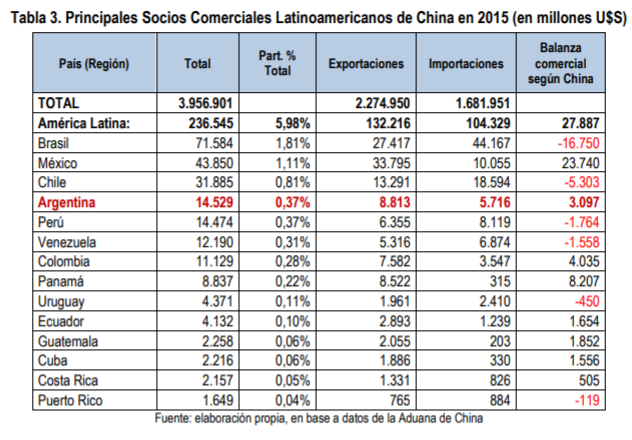 Tabla 3. Principales Socios Comerciales Latinoamericanos de China en 2015 (en millones U$S)
País (Región) Total Part. % Total Exportaciones Importaciones Balanza comercial según China
TOTAL 3.956.901 2.274.950 1.681.951
América Latina: 236.545 5,98% 132.216 104.329 27.887
Brasil 71.584 1,81% 27.417 44.167 -16.750
México 43.850 1,11% 33.795 10.055 23.740
Chile 31.885 0,81% 13.291 18.594 -5.303
Argentina 14.529 0,37% 8.813 5.716 3.097
Perú 14.474 0,37% 6.355 8.119 -1.764
Venezuela 12.190 0,31% 5.316 6.874 -1.558
Colombia 11.129 0,28% 7.582 3.547 4.035
Panamá 8.837 0,22% 8.522 315 8.207
Uruguay 4.371 0,11% 1.961 2.410 -450
Ecuador 4.132 0,10% 2.893 1.239 1.654
Guatemala 2.258 0,06% 2.055 203 1.852
Cuba 2.216 0,06% 1.886 330 1.556
Costa Rica 2.157 0,05% 1.331 826 505
Puerto Rico 1.649 0,04% 765 884 -119
Fuente: elaboración propia, en base a datos de la Aduana de China